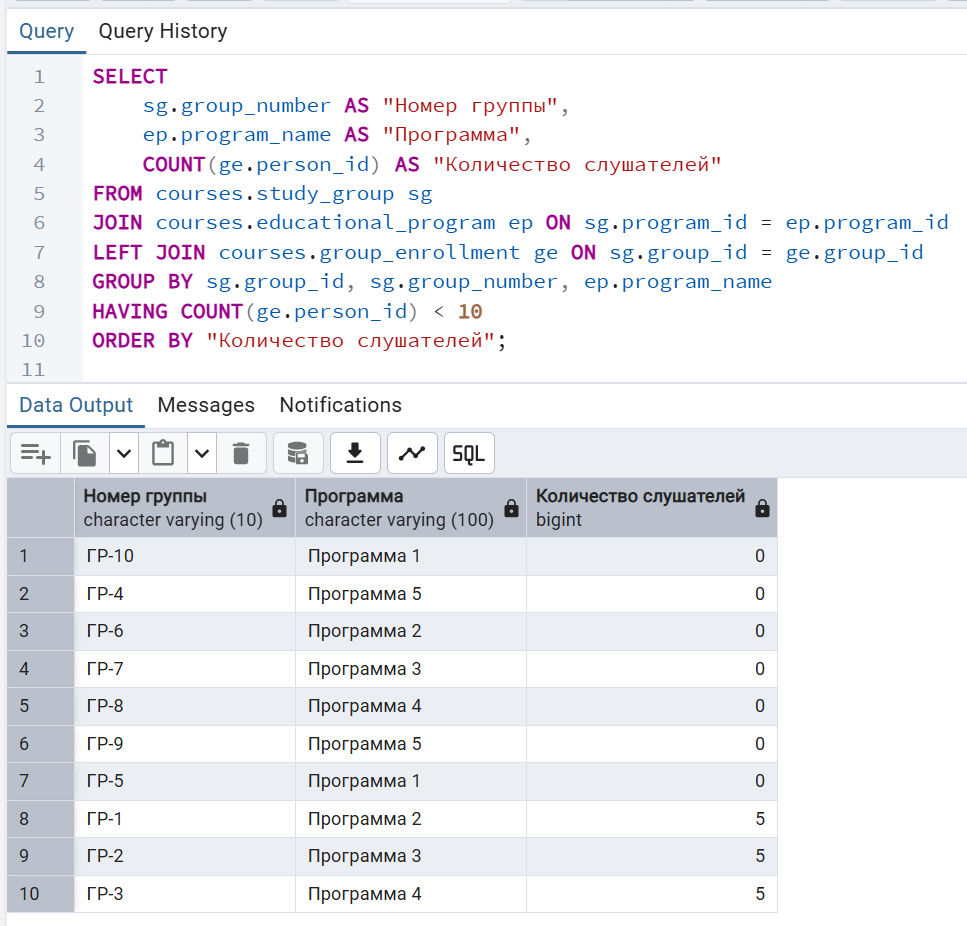 Query Query History
1 SELECT
2 sg.group_number AS "Номер группы",
3 ep.program_name AS "Программа",
4 COUNT(ge.person_id) AS "Количество слушателей"
5 FROM courses.study_group sg
6 JOIN courses.educational_program ep ON sg.program_id = ep.program_id
7 LEFT JOIN courses.group_enrollment ge ON sg.group_id = ge.group_id
8 GROUP BY sg.group_id, sg.group_number, ep.program_name
9 HAVING COUNT(ge.person_id) < 10
10 ORDER BY "Количество слушателей";
11
Data Output Messages Notifications
SQL
Номер группы Программа Количество слушателей
character varying (10) character varying (100) bigint
1 ГР-10 Программа 1 0
2 ГР-4 Программа 5 0
3 ГР-6 Программа 2 0
4 ГР-7 Программа 3 0
5 ГР-8 Программа 4 0
6 ГР-9 Программа 5 0
7 ГР-5 Программа 1 0
8 ГР-1 Программа 2 5
9 ГР-2 Программа 3 5
10 ГР-3 Программа 4 5